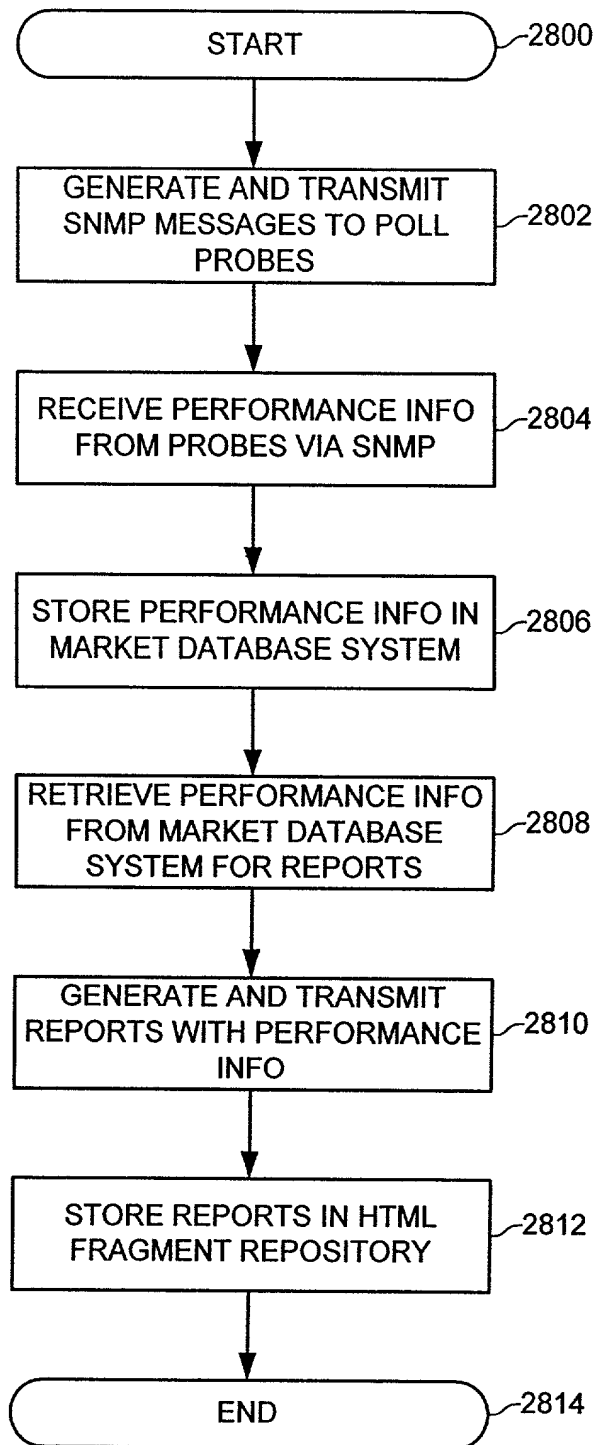 START
2800
GENERATE AND TRANSMIT
SNMP MESSAGES TO POLL
PROBES
2802
RECEIVE PERFORMANCE INFO
FROM PROBES VIA SNMP
2804
STORE PERFORMANCE INFO IN
MARKET DATABASE SYSTEM
2806
RETRIEVE PERFORMANCE INFO
FROM MARKET DATABASE
SYSTEM FOR REPORTS
2808
GENERATE AND TRANSMIT
REPORTS WITH PERFORMANCE
INFO
2810
STORE REPORTS IN HTML
FRAGMENT REPOSITORY
2812
END
2814